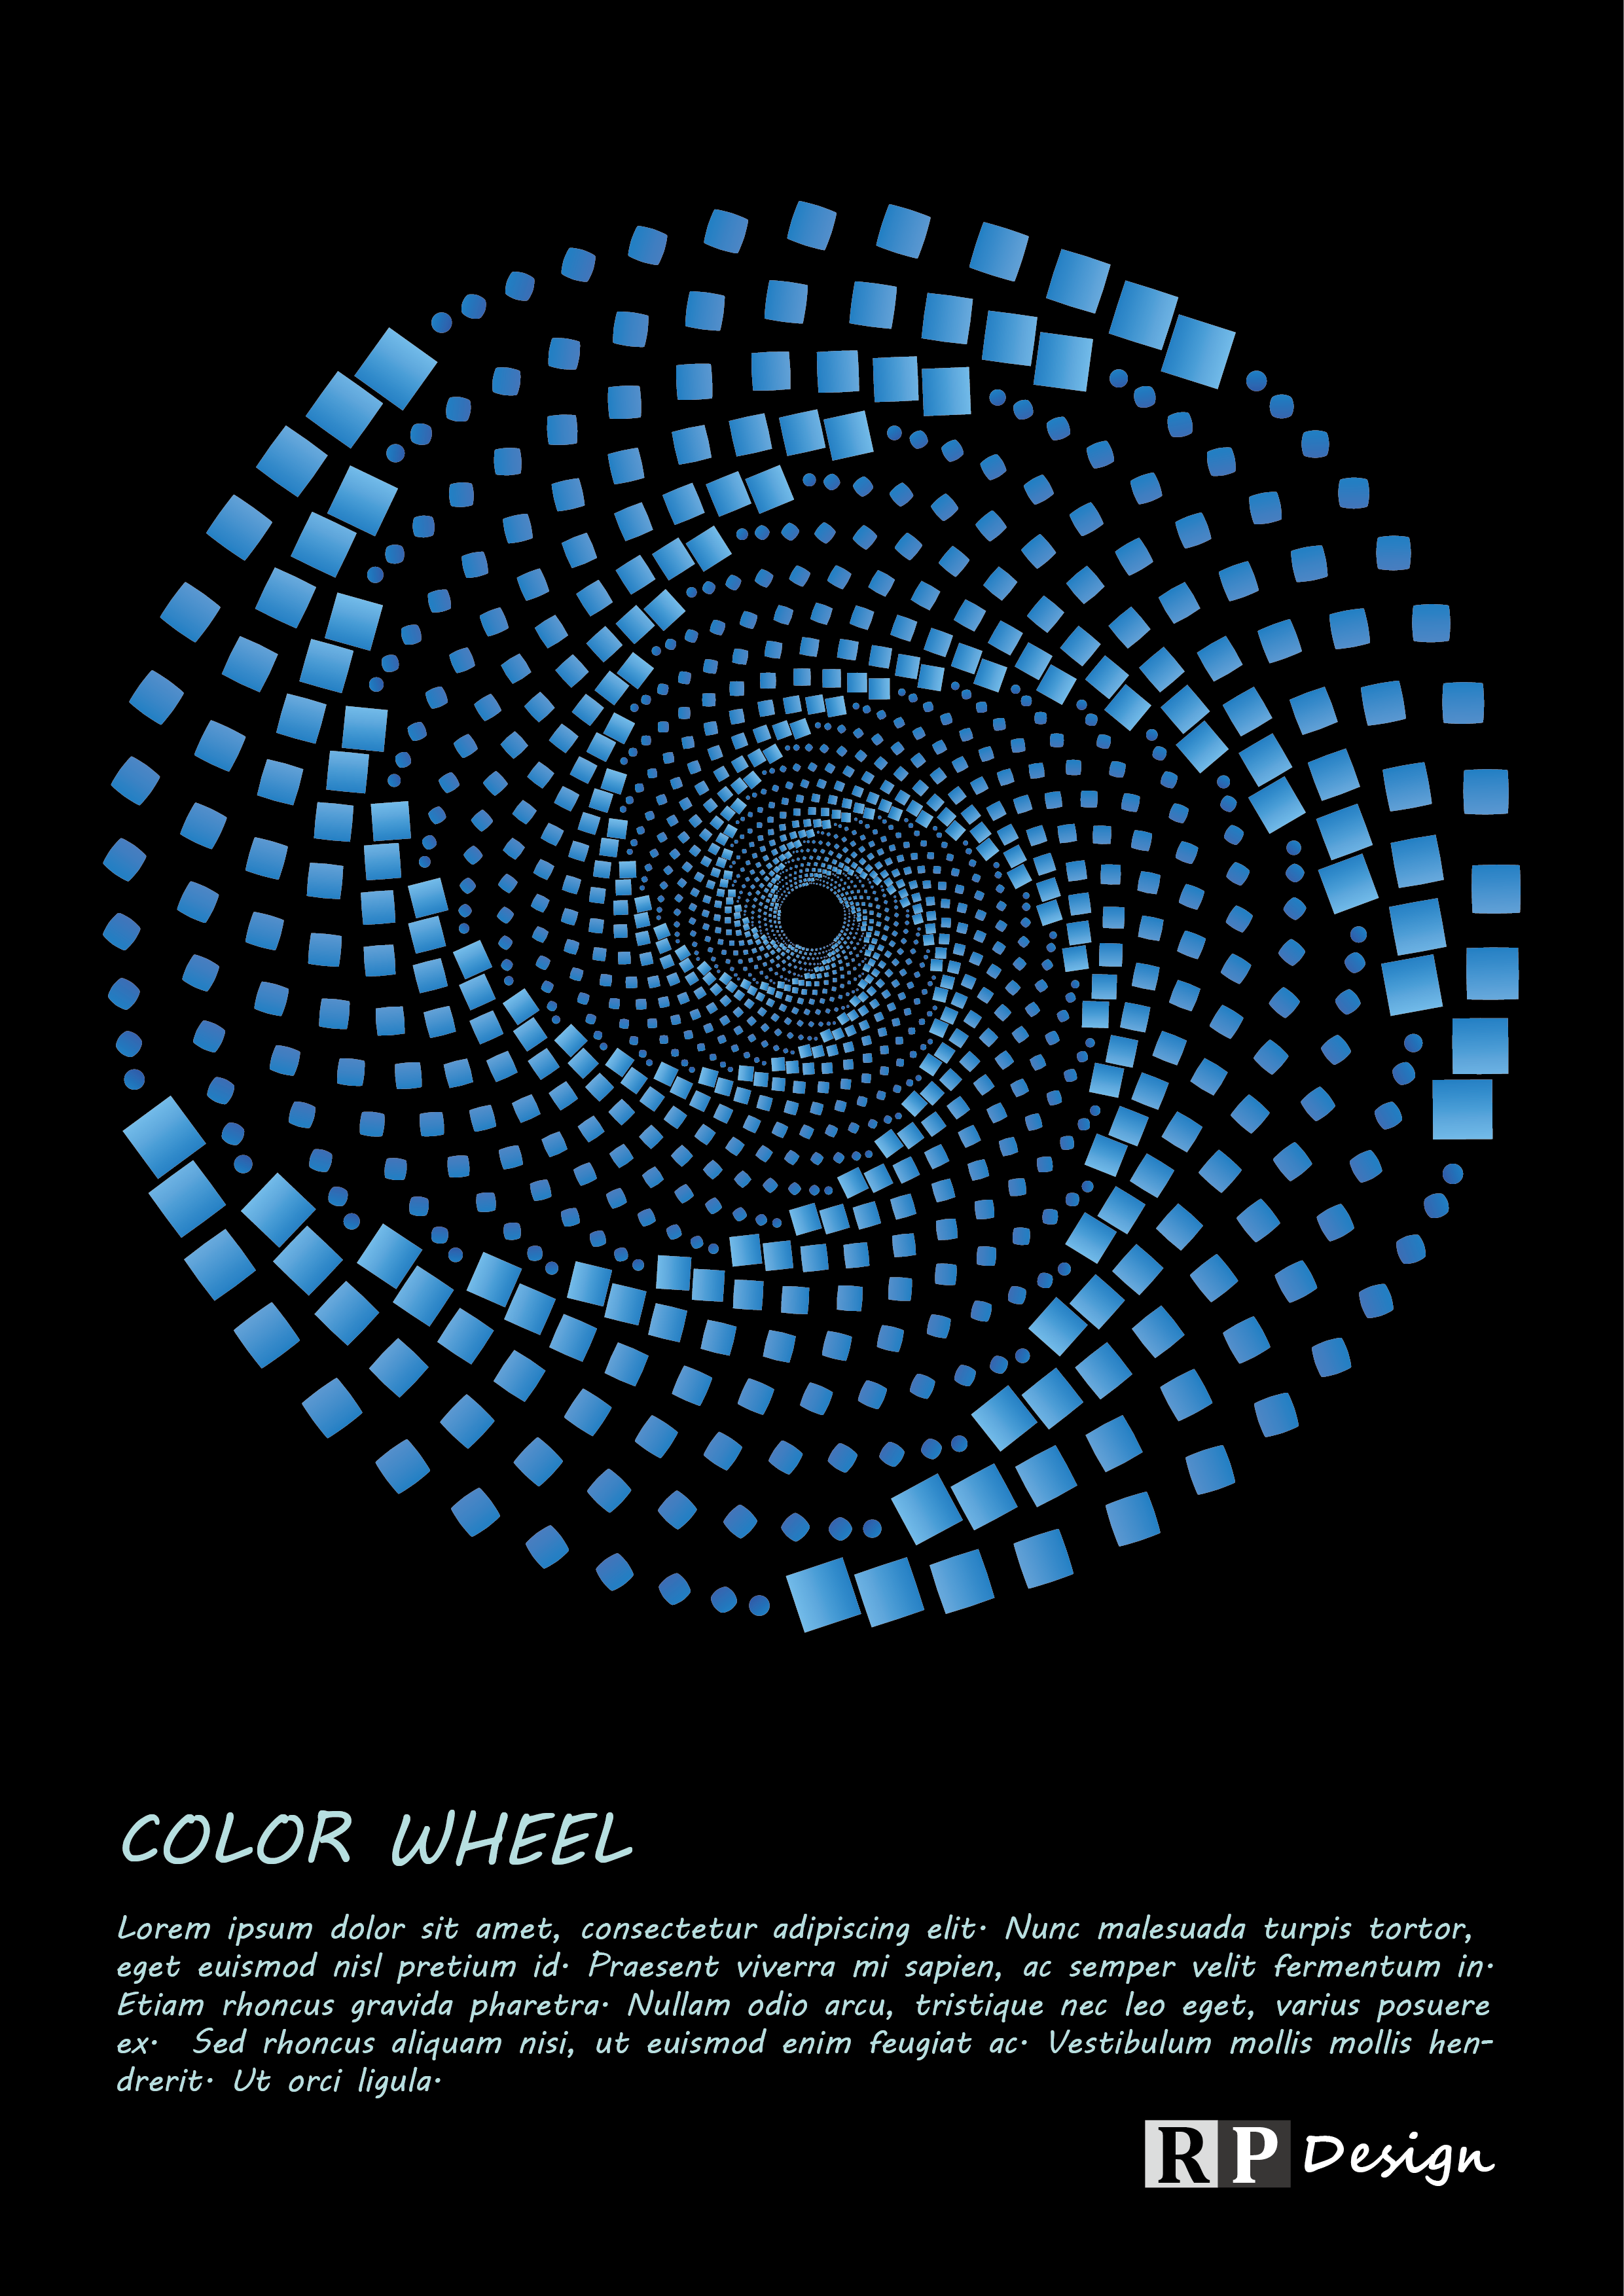 COLOR WHEEL
Lorem ipsum dolor sit amet, consectetur adipiscing elit. Nunc malesuada turpis tortor,
eget euismod nisl pretium id. Praesent viverra mi sapien, ac semper velit fermentum in.
Etiam rhoncus gravida pharetra. Nullam odio arcu, tristique nec leo eget, varius posuere
ex. Sed rhoncus aliquam nisi, ut euismod enim feugiat ac. Vestibulum mollis mollis hen-
drerit. Ut orci ligula.
RP Design